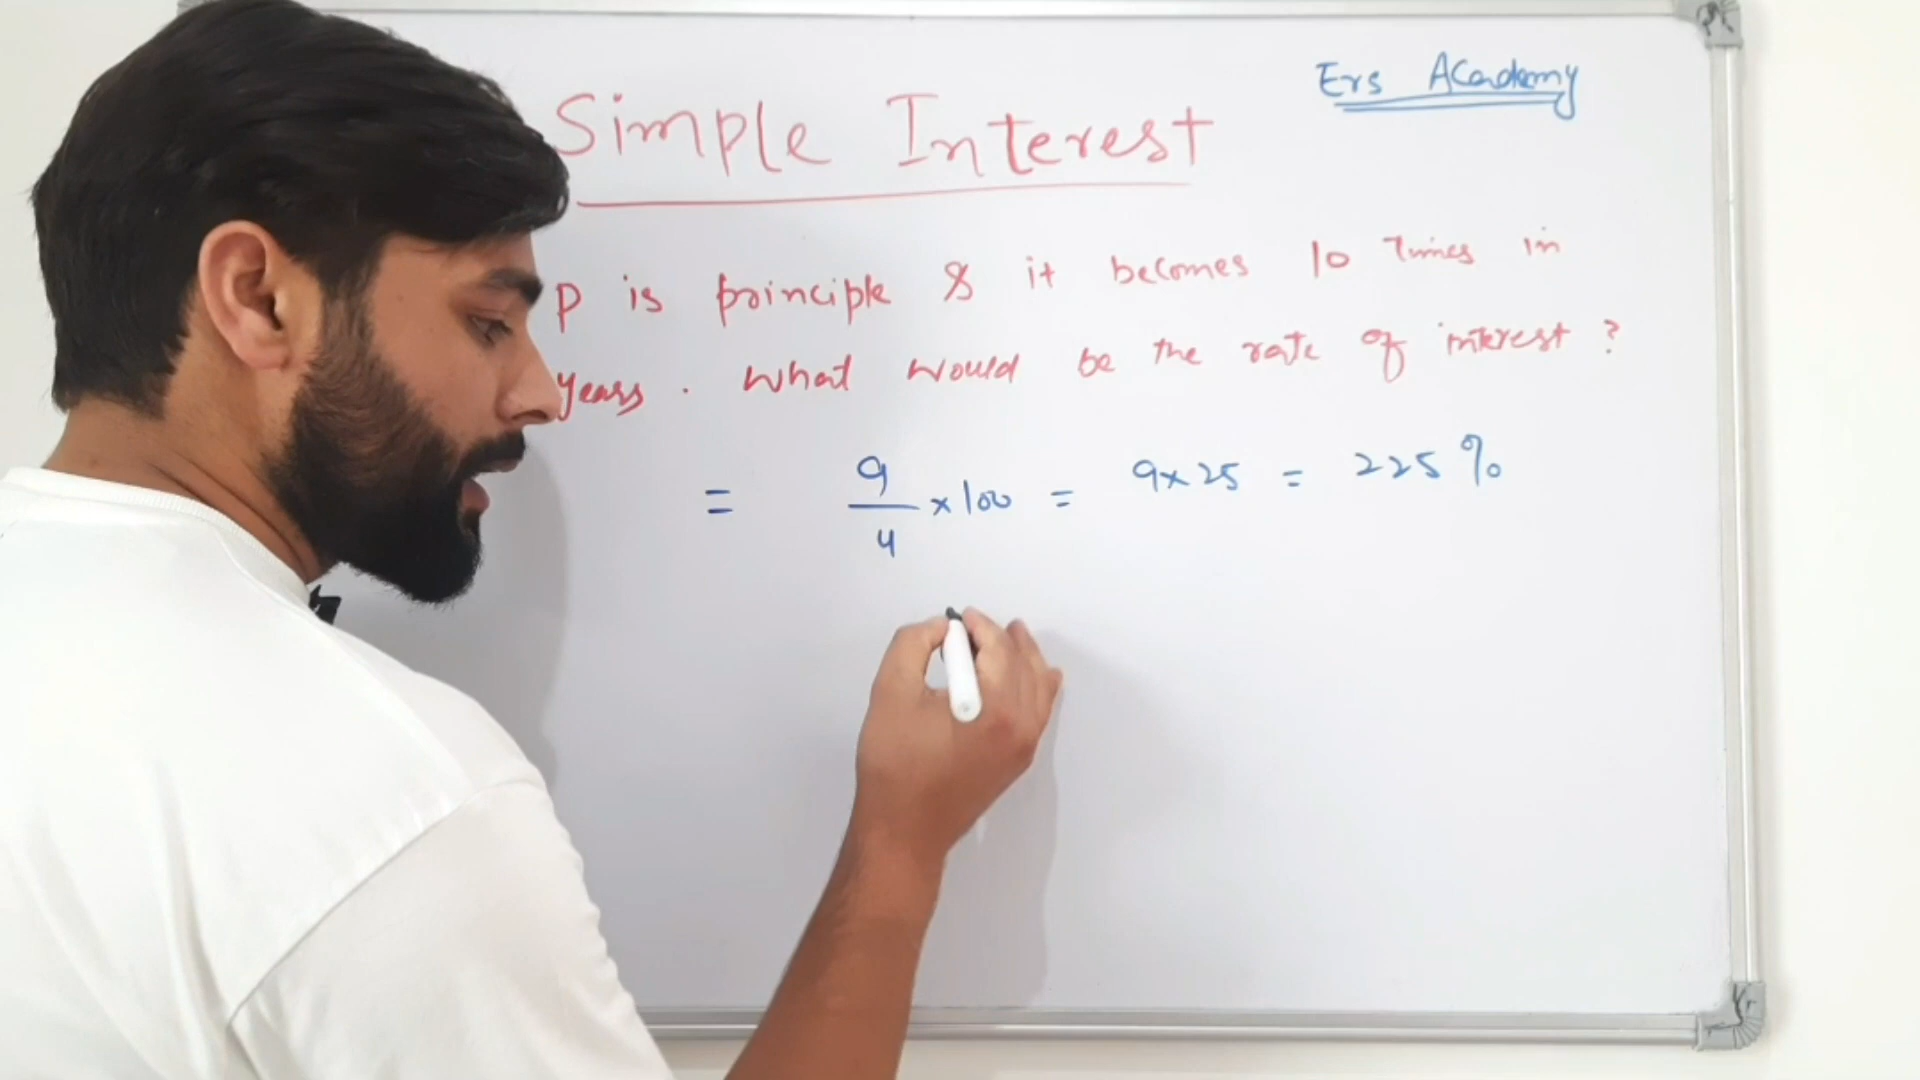 Ers Academy
Simple Interest
P is principle & it becomes 10 Times in
years. What would be the rate of interest?
= 9/4 × 100 = 9 × 25 = 225 %